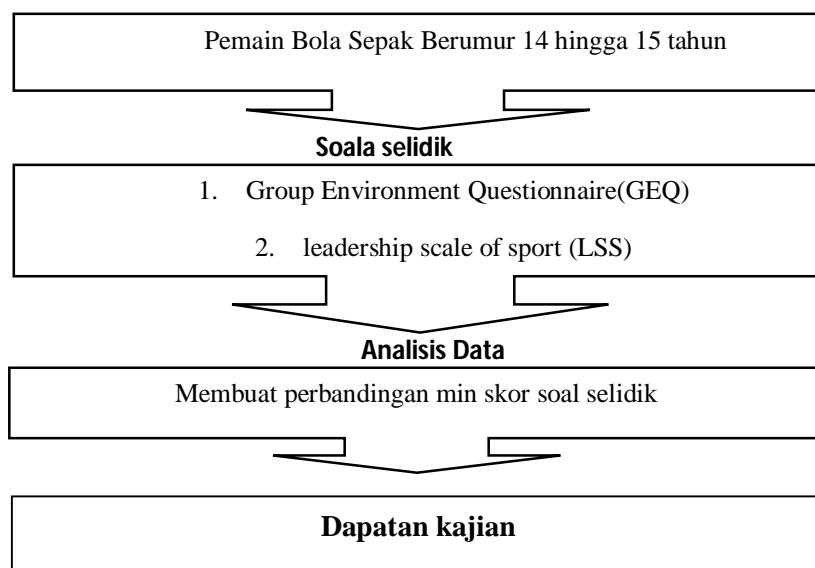 Pemain Bola Sepak Berumur 14 hingga 15 tahun
Soala selidik
1. Group Environment Questionnaire(GEQ)
2. leadership scale of sport (LSS)
Analisis Data
Membuat perbandingan min skor soal selidik
Dapatan kajian